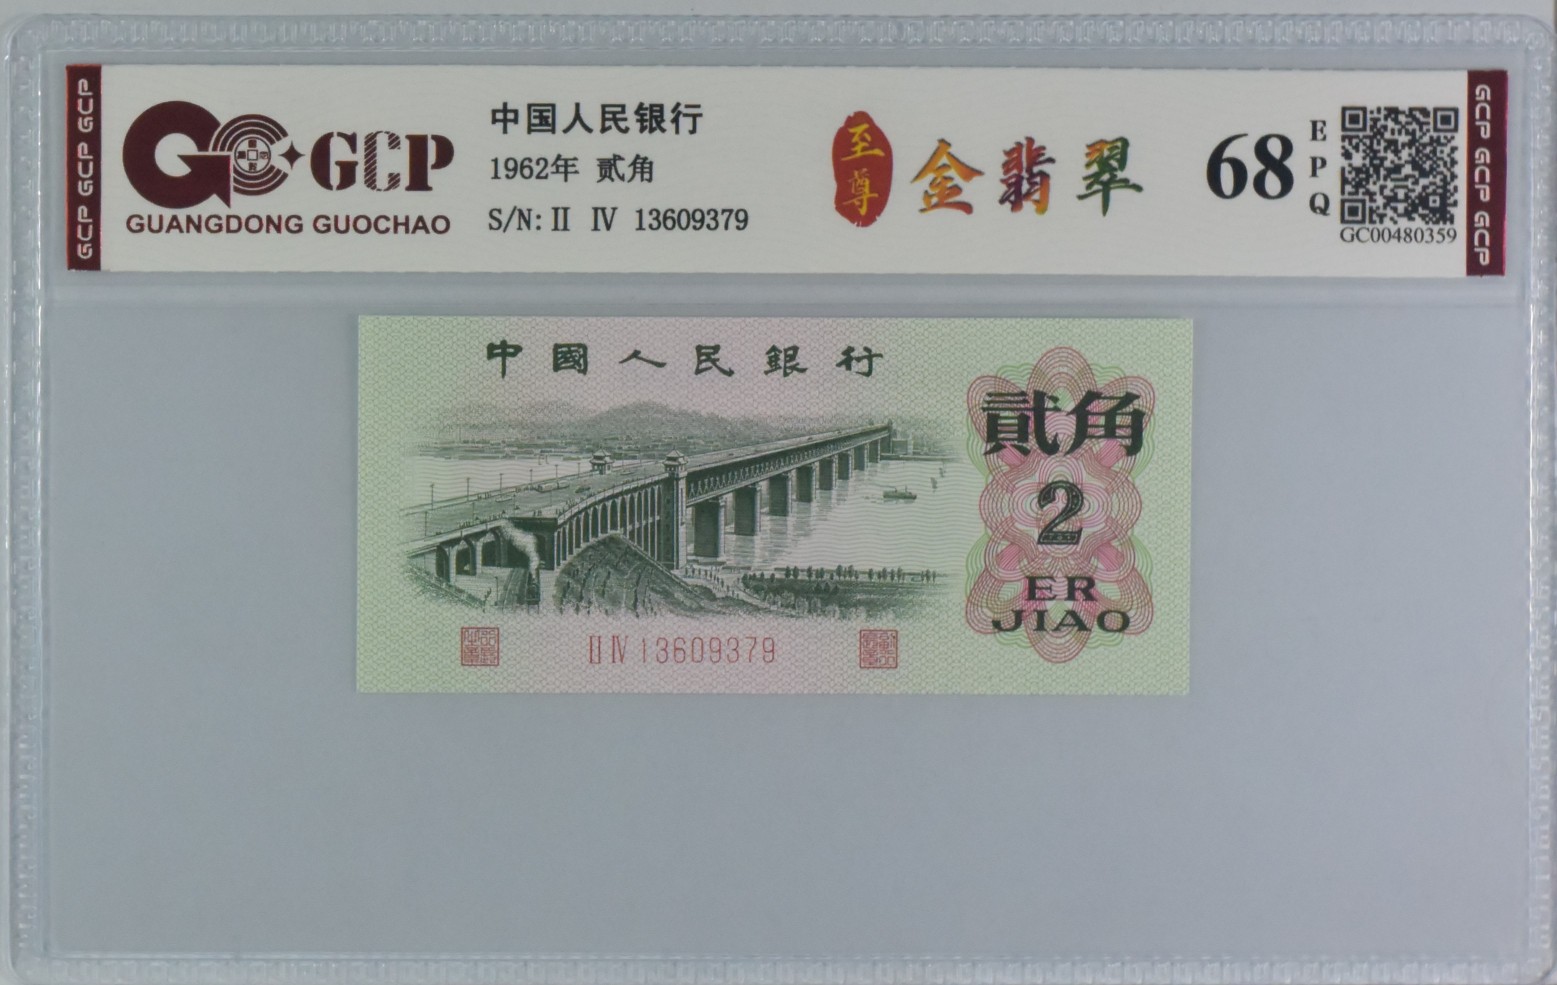 GCP GCP GCP
GCP
GUANGDONG GUOCHAO
中国人民银行
1962年 贰角
S/N: II IV 13609379
至尊
金翡翠
68
EPQ
GC00480359
GCP GCP GCP
中國人民銀行
貳角
2
ER
JIAO
II IV 13609379